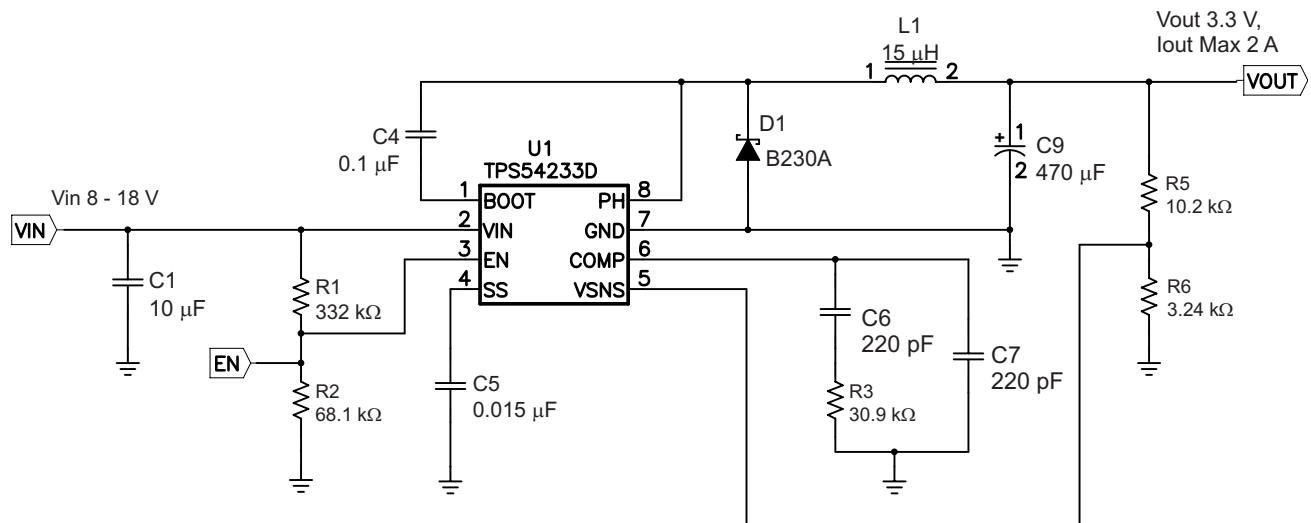 Vout 3.3 V,
Iout Max 2 A
L1
15 μH
1 2
VOUT
C4
0.1 μF
D1
B230A
+ 1
2
C9
470 μF
U1
TPS54233D
1 BOOT PH 8
2 VIN GND 7
3 EN COMP 6
4 SS VSNS 5
R5
10.2 kΩ
Vin 8 - 18 V
VIN
C1
10 μF
R1
332 kΩ
R6
3.24 kΩ
C6
220 pF
C7
220 pF
EN
R2
68.1 kΩ
C5
0.015 μF
R3
30.9 kΩ